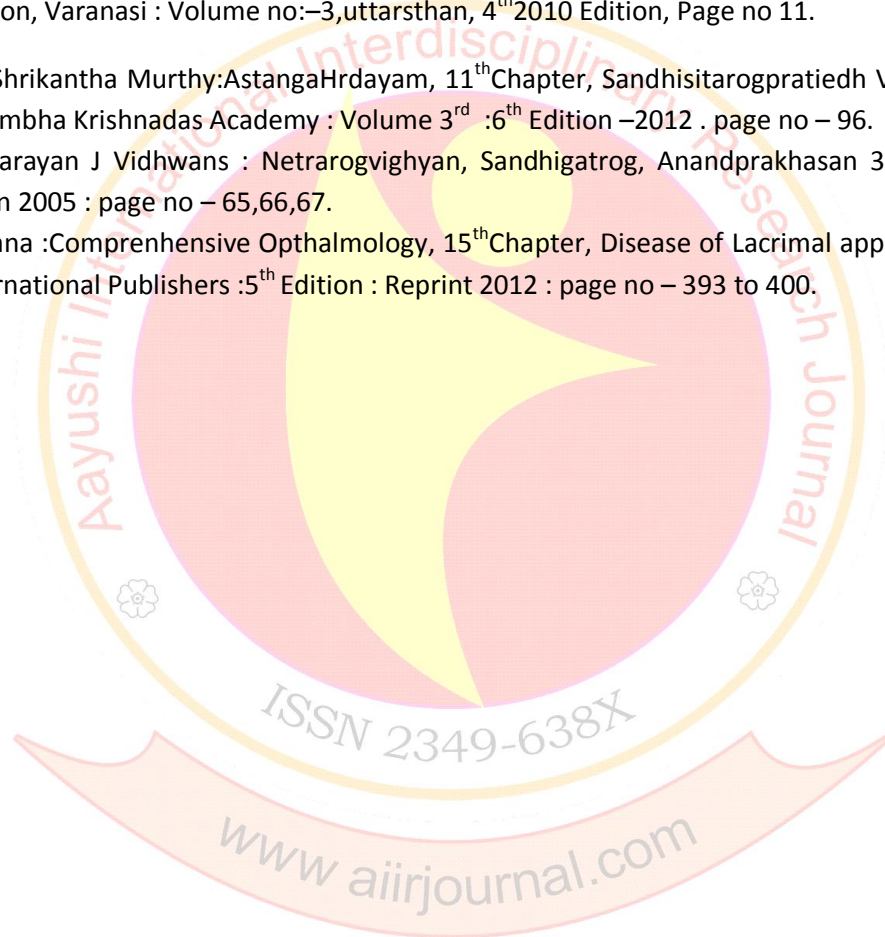 on, Varanasi : Volume no:–3,uttarsthan, 4th2010 Edition, Page no 11.
Shrikantha Murthy:AstangaHrdayam, 11thChapter, Sandhisitarogpratiedh V
mbha Krishnadas Academy : Volume 3rd :6th Edition –2012 . page no – 96.
arayan J Vidhwans : Netrarogvighyan, Sandhigatrog, Anandprakhasan 3
n 2005 : page no – 65,66,67.
nna :Comprenhensive Opthalmology, 15thChapter, Disease of Lacrimal app
rnational Publishers :5th Edition : Reprint 2012 : page no – 393 to 400.
Aayushi International Interdisciplinary Research Journal
ISSN 2349-638X
www aiirjournal.com